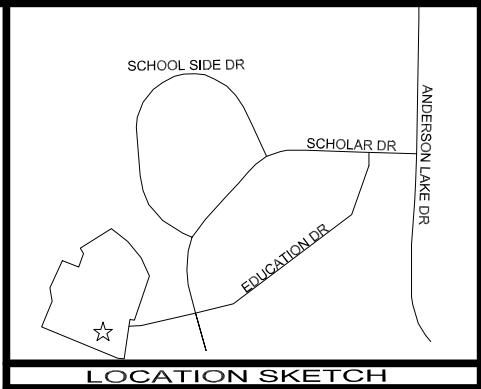 SCHOOL SIDE DR
SCHOLAR DR
ANDERSON LAKE DR
EDUCATION DR
LOCATION SKETCH